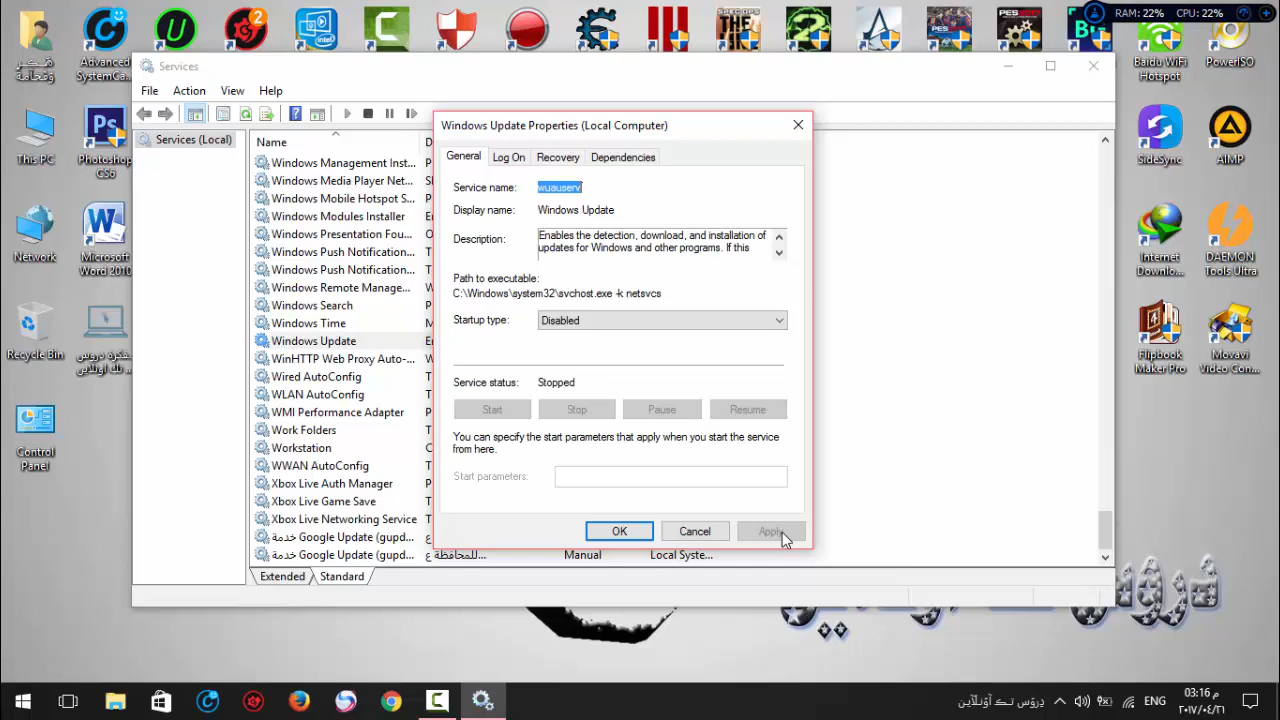 RAM: 22% CPU: 22%
Advanced
SystemCa...
This PC
Photoshop
CS6
Network
Microsoft
Word 2010
Recycle Bin
Control
Panel
Baidu WiFi
Hotspot
PowerISO
SideSync
AIMP
Internet
Downlo...
DAEMON
Tools Ultra
Flipbook
Maker Pro
Movavi
Video Con...
Services
File Action View Help
Services (Local)
Name
Windows Management Inst...
Windows Media Player Net...
Windows Mobile Hotspot S...
Windows Modules Installer
Windows Presentation Fou...
Windows Push Notification...
Windows Push Notification...
Windows Remote Manage...
Windows Search
Windows Time
Windows Update
WinHTTP Web Proxy Auto-...
Wired AutoConfig
WLAN AutoConfig
WMI Performance Adapter
Work Folders
Workstation
WWAN AutoConfig
Xbox Live Auth Manager
Xbox Live Game Save
Xbox Live Networking Service
خدمة Google Update (gupd...
خدمة Google Update (gupd...
للمحافظة ع... Manual Local Syste...
Extended Standard
Windows Update Properties (Local Computer)
General Log On Recovery Dependencies
Service name: wuauserv
Display name: Windows Update
Description: Enables the detection, download, and installation of
updates for Windows and other programs. If this
Path to executable:
C:\Windows\system32\svchost.exe -k netsvcs
Startup type: Disabled
Service status: Stopped
Start Stop Pause Resume
You can specify the start parameters that apply when you start the service
from here.
Start parameters:
OK Cancel Apply
ENG
03:16 م
٢٠١٧/٠٤/٢١